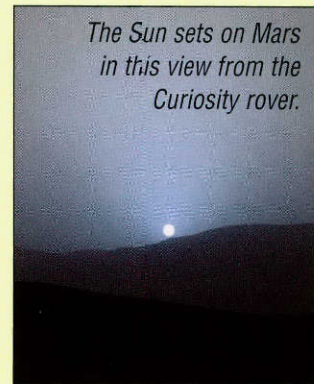 The Sun sets on Mars
in this view from the
Curiosity rover.